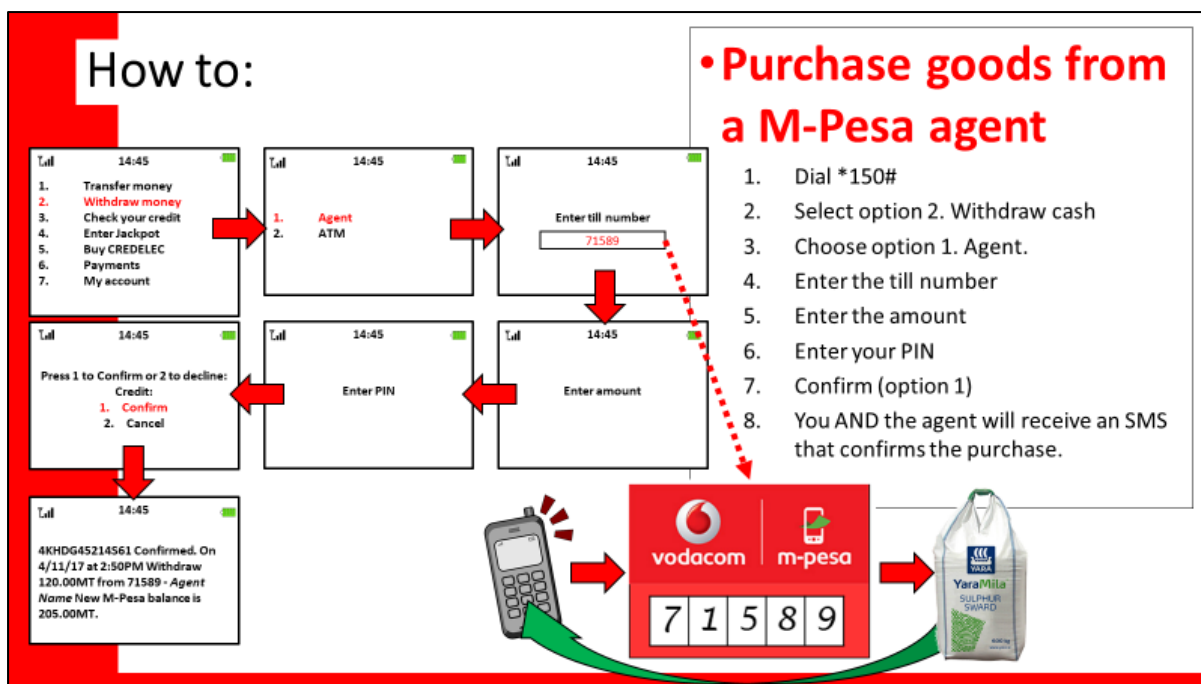 How to:
• Purchase goods from
a M-Pesa agent
1. Dial *150#
2. Select option 2. Withdraw cash
3. Choose option 1. Agent.
4. Enter the till number
5. Enter the amount
6. Enter your PIN
7. Confirm (option 1)
8. You AND the agent will receive an SMS
that confirms the purchase.
14:45
1. Transfer money
2. Withdraw money
3. Check your credit
4. Enter Jackpot
5. Buy CREDELEC
6. Payments
7. My account
14:45
1. Agent
2. ATM
14:45
Enter till number
71589
14:45
Enter amount
14:45
Enter PIN
14:45
Press 1 to Confirm or 2 to decline:
Credit:
1. Confirm
2. Cancel
14:45
4KHDG45214561 Confirmed. On
4/11/17 at 2:50PM Withdraw
120.00MT from 71589 - Agent
Name New M-Pesa balance is
205.00MT.
vodacom
m-pesa
7 1 5 8 9
YARA
YaraMila
SULPHUR
SWARD